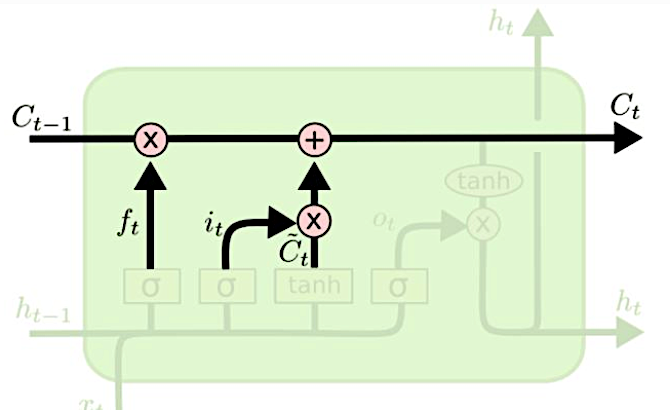 h_t
C_{t-1} × + C_t
tanh
f_t i_t × o_t ×
C̃_t
σ σ tanh σ
h_{t-1} h_t
x_t